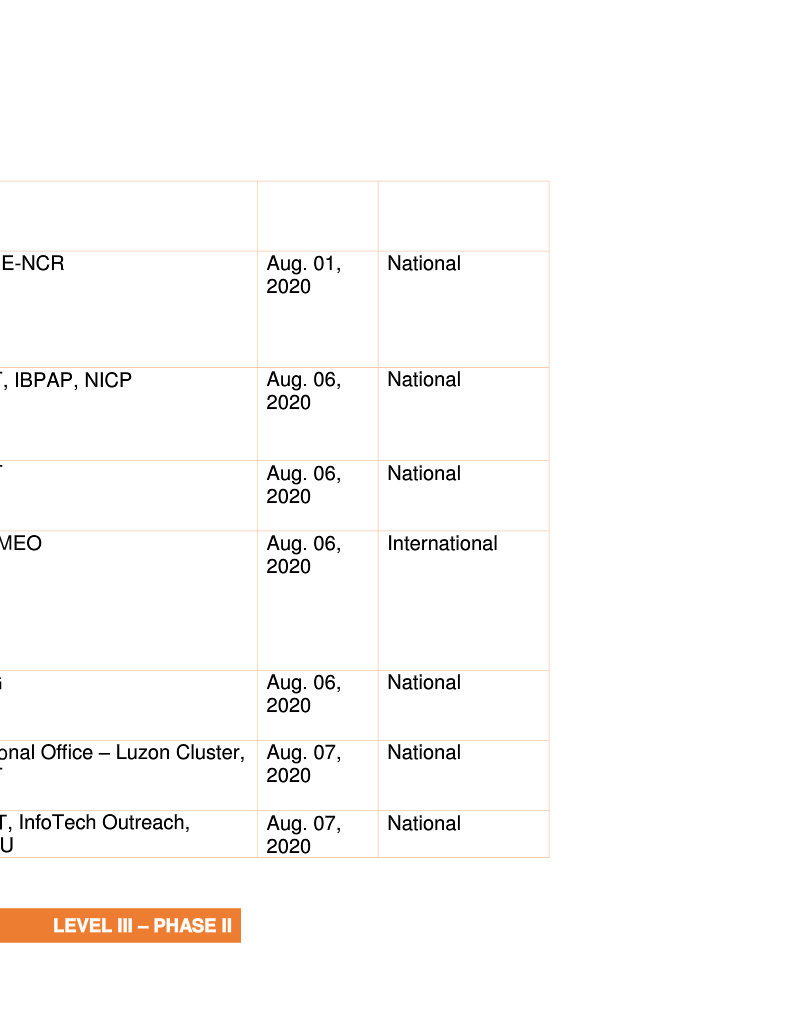 E-NCR Aug. 01, National
2020
, IBPAP, NICP Aug. 06, National
2020
Aug. 06, National
2020
MEO Aug. 06, International
2020
Aug. 06, National
2020
onal Office – Luzon Cluster, Aug. 07, National
2020
T, InfoTech Outreach, Aug. 07, National
U 2020
LEVEL III – PHASE II